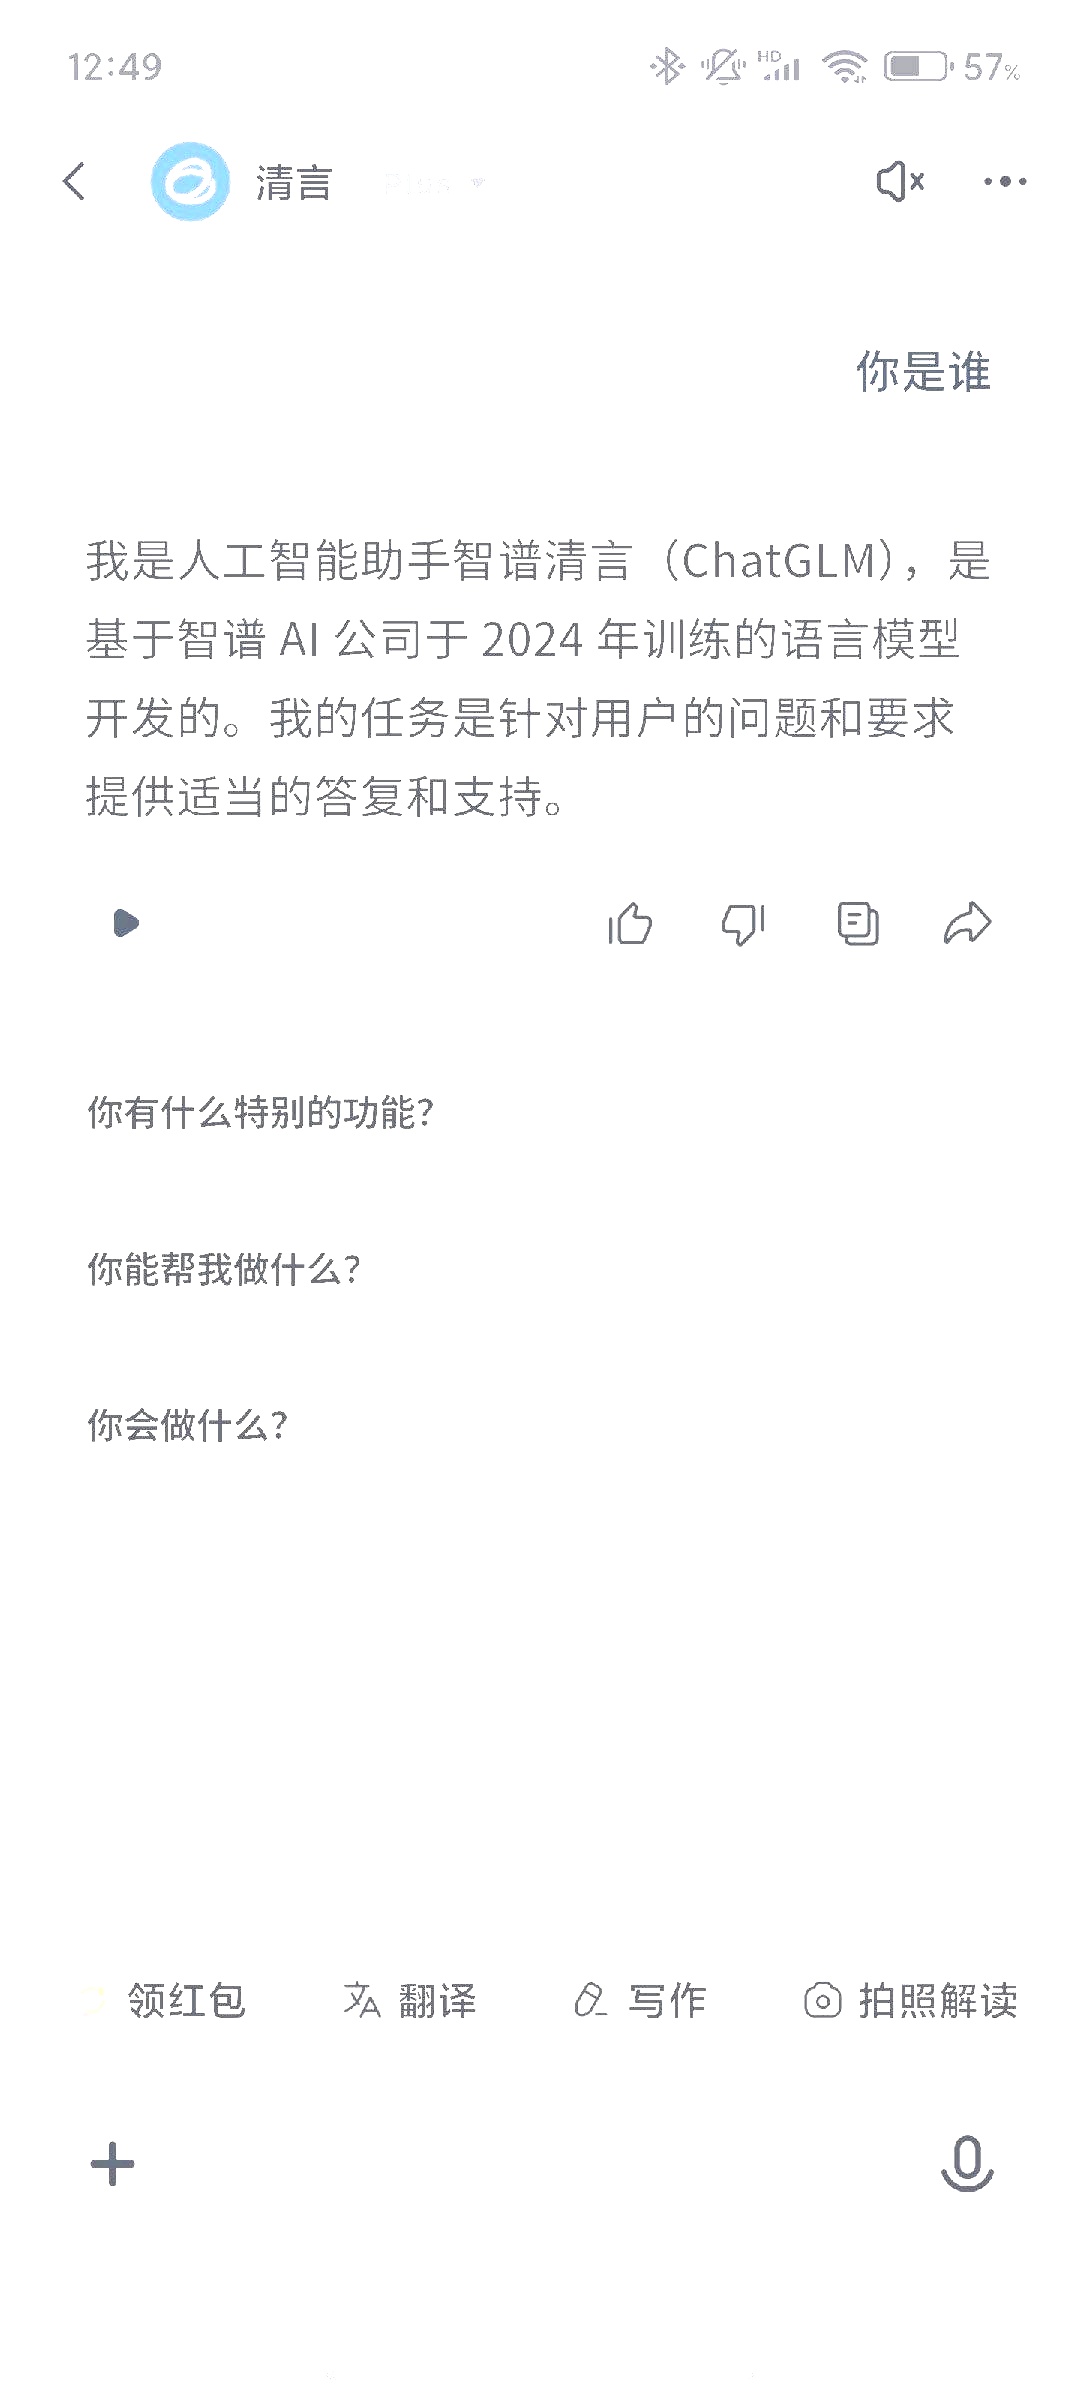 12:49
HD
57%
清言
你是谁
我是人工智能助手智谱清言（ChatGLM），是
基于智谱 AI 公司于 2024 年训练的语言模型
开发的。我的任务是针对用户的问题和要求
提供适当的答复和支持。
你有什么特别的功能？
你能帮我做什么？
你会做什么？
领红包
翻译
写作
拍照解读